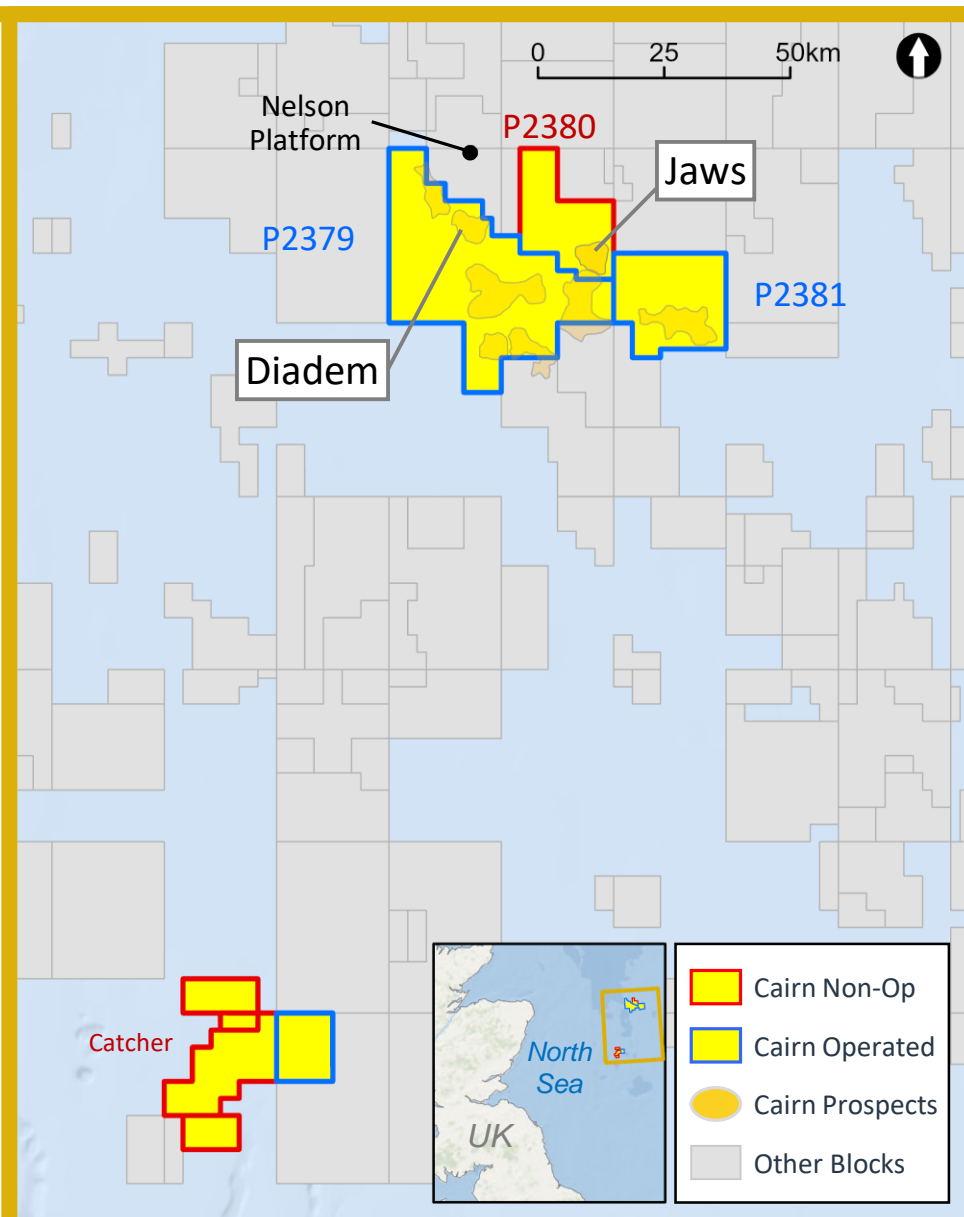 0 25 50km
Nelson
Platform
P2380
Jaws
P2379
P2381
Diadem
Catcher
North
Sea
UK
Cairn Non-Op
Cairn Operated
Cairn Prospects
Other Blocks